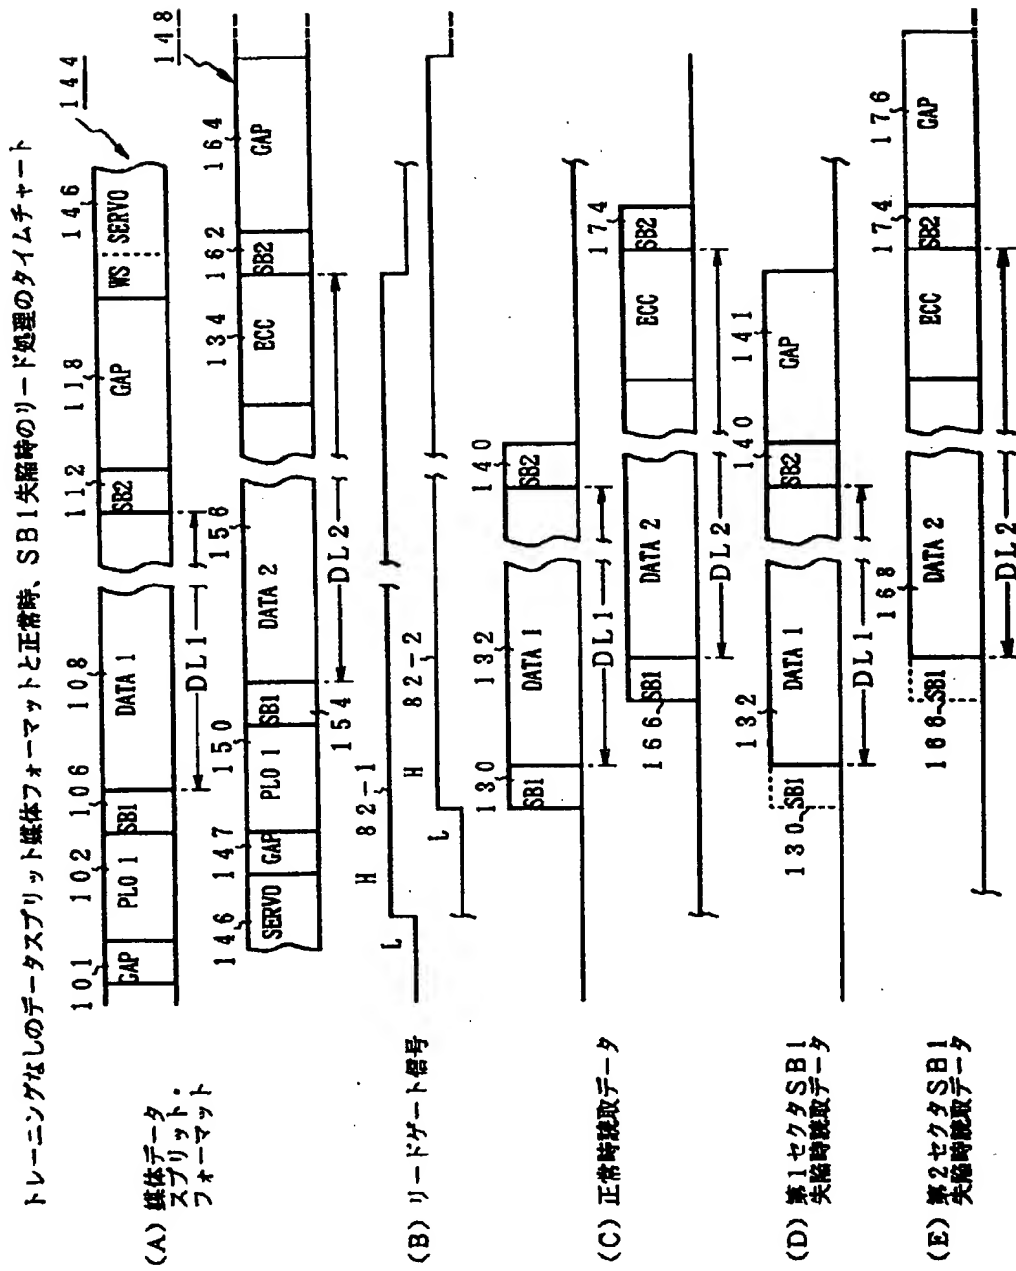 トレーニングなしのデータスプリット媒体フォーマットと正常時、SB1失陥時のリード処理のタイムチャート
144
101 102 106 108 112 118 146
GAP PLO 1 SB1 DATA 1 SB2 GAP WS SERVO
DL1
148
146 147 150 154 156 134 162 164
SERVO GAP PLO 1 SB1 DATA 2 ECC SB2 GAP
DL2
(A) 媒体データ
スプリット・
フォーマット
(B) リードゲート信号
L H 82-1
L H 82-2
(C) 正常時読取データ
130 132 140
SB1 DATA 1 SB2
DL1
166 174
SB1 DATA 2 ECC SB2
DL2
(D) 第1セクタSB1
失陥時読取データ
130 132 140 141
SB1 DATA 1 SB2 GAP
DL1
(E) 第2セクタSB1
失陥時読取データ
166 168 174 176
SB1 DATA 2 ECC SB2 GAP
DL2